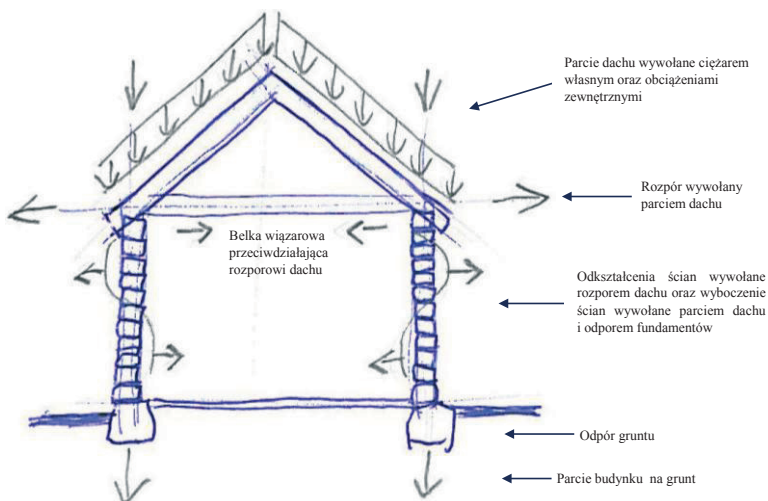 Parcie dachu wywołane ciężarem
własnym oraz obciążeniami
zewnętrznymi
Rozpór wywołany
parciem dachu
Belka wiązarowa
przeciwdziałająca
rozporowi dachu
Odkształcenia ścian wywołane
rozporem dachu oraz wyboczenie
ścian wywołane parciem dachu
i odporem fundamentów
Odpór gruntu
Parcie budynku na grunt